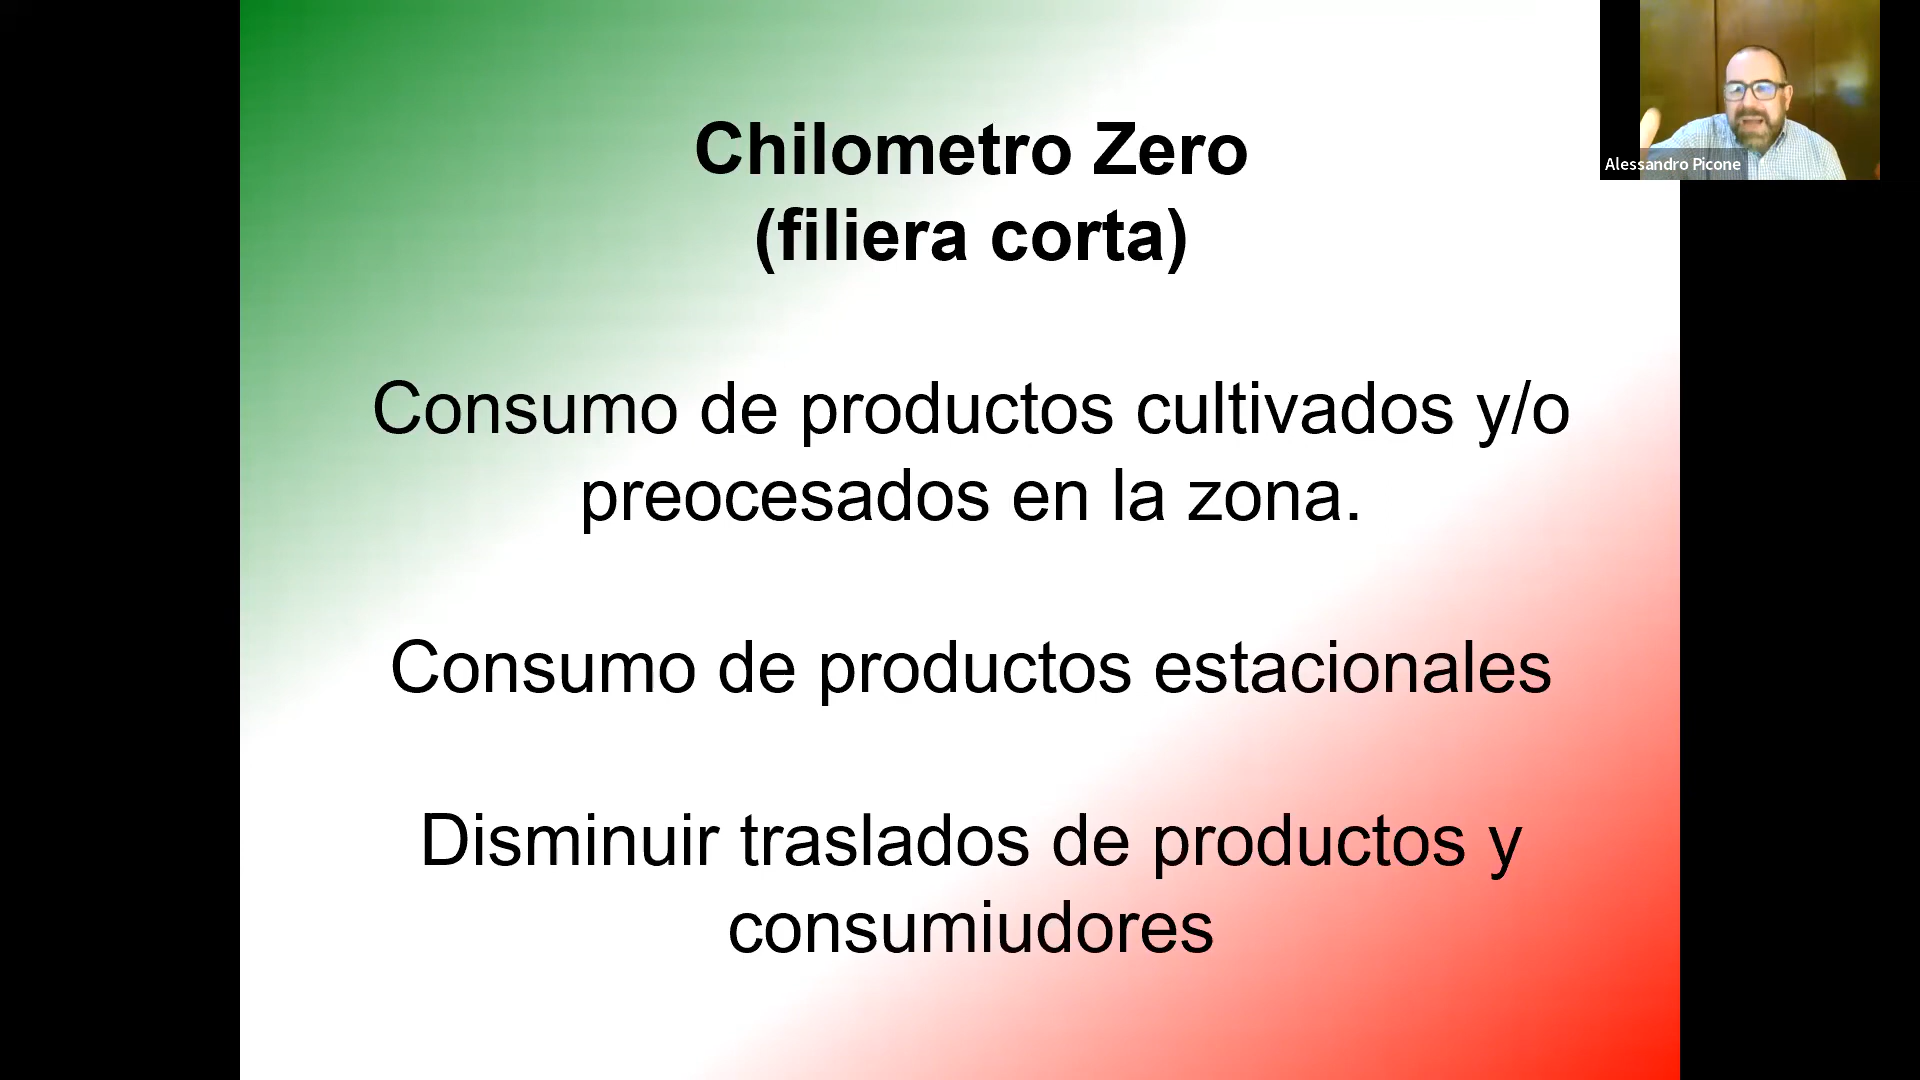 Chilometro Zero
(filiera corta)
Consumo de productos cultivados y/o
preocesados en la zona.
Consumo de productos estacionales
Disminuir traslados de productos y
consumiudores
Alessandro Picone